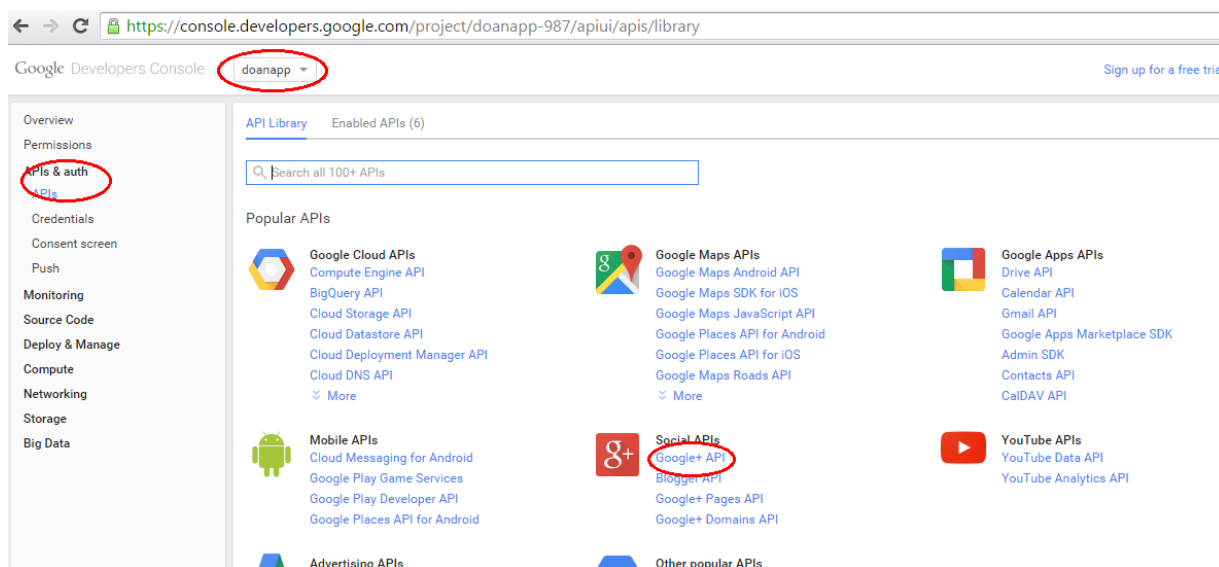 https://console.developers.google.com/project/doanapp-987/apiui/apis/library
Google Developers Console
doanapp
Sign up for a free tria
Overview
Permissions
APIs & auth
APIs
Credentials
Consent screen
Push
Monitoring
Source Code
Deploy & Manage
Compute
Networking
Storage
Big Data
API Library Enabled APIs (6)
Search all 100+ APIs
Popular APIs
Google Cloud APIs
Compute Engine API
BigQuery API
Cloud Storage API
Cloud Datastore API
Cloud Deployment Manager API
Cloud DNS API
More
Google Maps APIs
Google Maps Android API
Google Maps SDK for iOS
Google Maps JavaScript API
Google Places API for Android
Google Places API for iOS
Google Maps Roads API
More
Google Apps APIs
Drive API
Calendar API
Gmail API
Google Apps Marketplace SDK
Admin SDK
Contacts API
CalDAV API
Mobile APIs
Cloud Messaging for Android
Google Play Game Services
Google Play Developer API
Google Places API for Android
g+
Social APIs
Google+ API
Blogger API
Google+ Pages API
Google+ Domains API
YouTube APIs
YouTube Data API
YouTube Analytics API
Advertising APIs
Other popular APIs